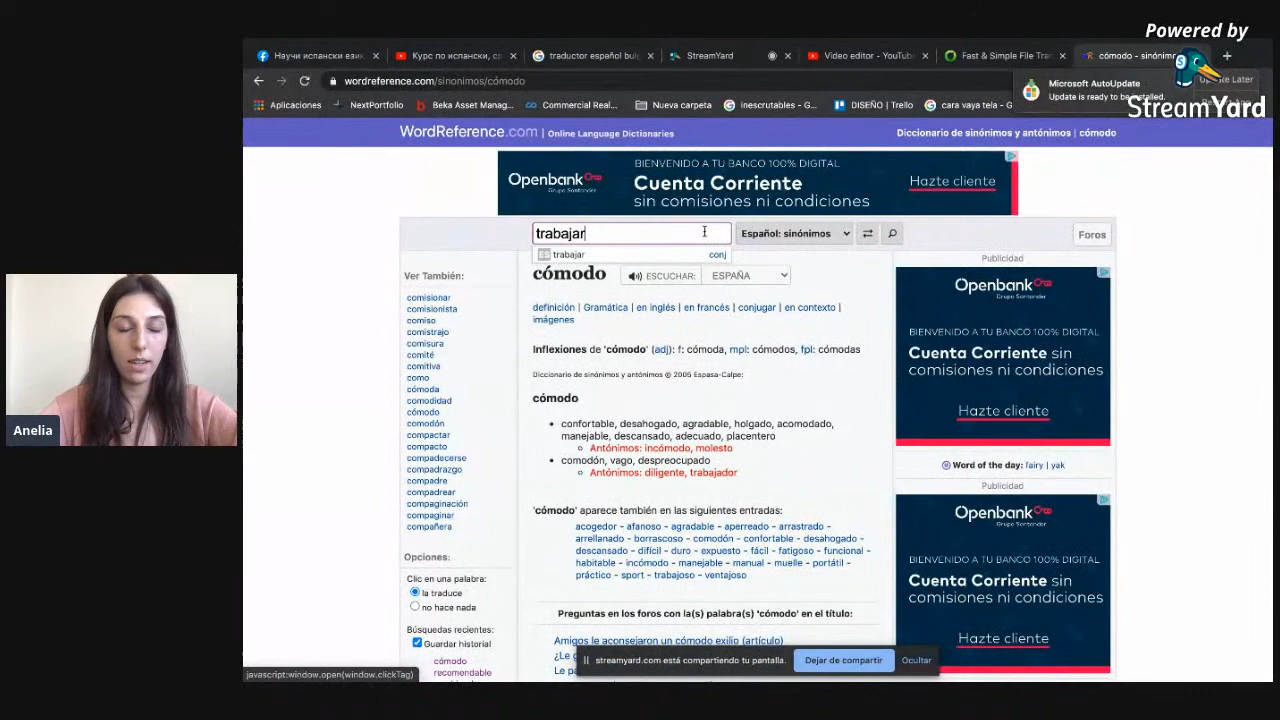 Powered by
StreamYard
Научи испански език
Курс по испански, с
traductor español bulg
StreamYard
Video editor - YouTube
Fast & Simple File Tra
cómodo - sinónim
wordreference.com/sinonimos/cómodo
Microsoft AutoUpdate
Update is ready to be installed.
Update Later
Aplicaciones
NextPortfolio
Beka Asset Manag...
Commercial Real...
Nueva carpeta
inescrutables - G...
DISEÑO | Trello
cara vaya tela - G...
WordReference.com | Online Language Dictionaries
Diccionario de sinónimos y antónimos | cómodo
Openbank
Grupo Santander
BIENVENIDO A TU BANCO 100% DIGITAL
Cuenta Corriente
sin comisiones ni condiciones
Hazte cliente
trabajar
Español: sinónimos
Foros
trabajar conj
Ver También:
comisionar
comisionista
comiso
comistrajo
comisura
comité
comitiva
como
cómoda
comodidad
cómodo
comodón
compactar
compacto
compadecerse
compadrazgo
compadre
compadrear
compaginación
compaginar
compañera
Opciones:
Clic en una palabra:
la traduce
no hace nada
Búsquedas recientes:
Guardar historial
cómodo
recomendable
cómodo
ESCUCHAR:
ESPAÑA
definición | Gramática | en inglés | en francés | conjugar | en contexto |
imágenes
Inflexiones de 'cómodo' (adj): f: cómoda, mpl: cómodos, fpl: cómodas
Diccionario de sinónimos y antónimos © 2005 Espasa-Calpe:
cómodo
confortable, desahogado, agradable, holgado, acomodado,
manejable, descansado, adecuado, placentero
Antónimos: incómodo, molesto
comodón, vago, despreocupado
Antónimos: diligente, trabajador
'cómodo' aparece también en las siguientes entradas:
acogedor - afanoso - agradable - aperreado - arrastrado -
arrellanado - borrascoso - comodón - confortable - desahogado -
descansado - difícil - duro - expuesto - fácil - fatigoso - funcional -
habitable - incómodo - manejable - manual - muelle - portátil -
práctico - sport - trabajoso - ventajoso
Preguntas en los foros con la(s) palabra(s) 'cómodo' en el título:
Amigos le aconsejaron un cómodo exilio (artículo)
¿Le g
Le pa
Publicidad
Openbank
Grupo Santander
BIENVENIDO A TU BANCO 100% DIGITAL
Cuenta Corriente sin
comisiones ni condiciones
Hazte cliente
Word of the day: fairy | yak
Publicidad
Openbank
Grupo Santander
BIENVENIDO A TU BANCO 100% DIGITAL
Cuenta Corriente sin
comisiones ni condiciones
Hazte cliente
streamyard.com está compartiendo tu pantalla.
Dejar de compartir
Ocultar
javascript:window.open(window.clickTag)
Anelia